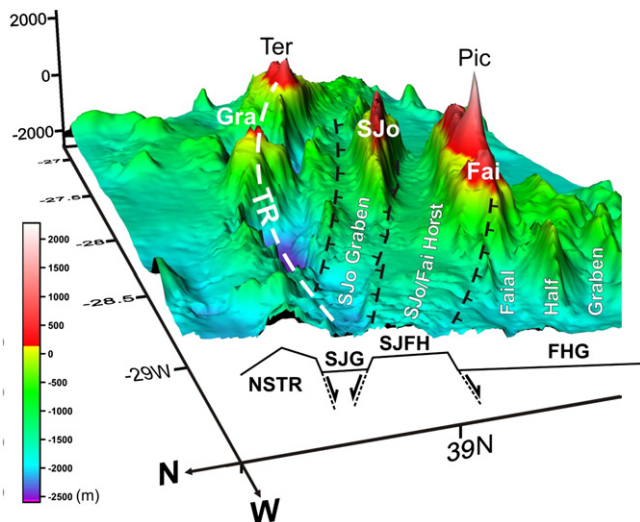 2000
0
-2000
-27
-27.5
-28
-28.5
-29W
Ter
Pic
Gra
SJo
Fai
TR
SJo Graben
SJo/Fai Horst
Faial
Half
Graben
SJG
SJFH
NSTR
FHG
39N
N
W
2000
1500
1000
500
0
-500
-1000
-1500
-2000
-2500 (m)